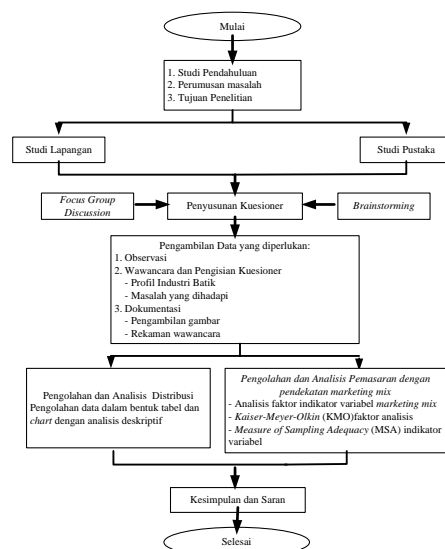 Mulai
1. Studi Pendahuluan
2. Perumusan masalah
3. Tujuan Penelitian
Studi Lapangan
Studi Pustaka
Focus Group
Discussion
Penyusunan Kuesioner
Brainstorming
Pengambilan Data yang diperlukan:
1. Observasi
2. Wawancara dan Pengisian Kuesioner
- Profil Industri Batik
- Masalah yang dihadapi
3. Dokumentasi
- Pengambilan gambar
- Rekaman wawancara
Pengolahan dan Analisis Distribusi
Pengolahan data dalam bentuk tabel dan
chart dengan analisis deskriptif
Pengolahan dan Analisis Pemasaran dengan
pendekatan marketing mix
- Analisis faktor indikator variabel marketing mix
- Kaiser-Meyer-Olkin (KMO)faktor analisis
- Measure of Sampling Adequacy (MSA) indikator
variabel
Kesimpulan dan Saran
Selesai